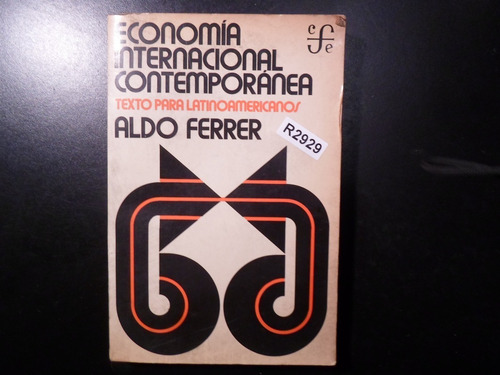 ECONOMÍA
INTERNACIONAL
CONTEMPORÁNEA
TEXTO PARA LATINOAMERICANOS
ALDO FERRER
R2929
c f e